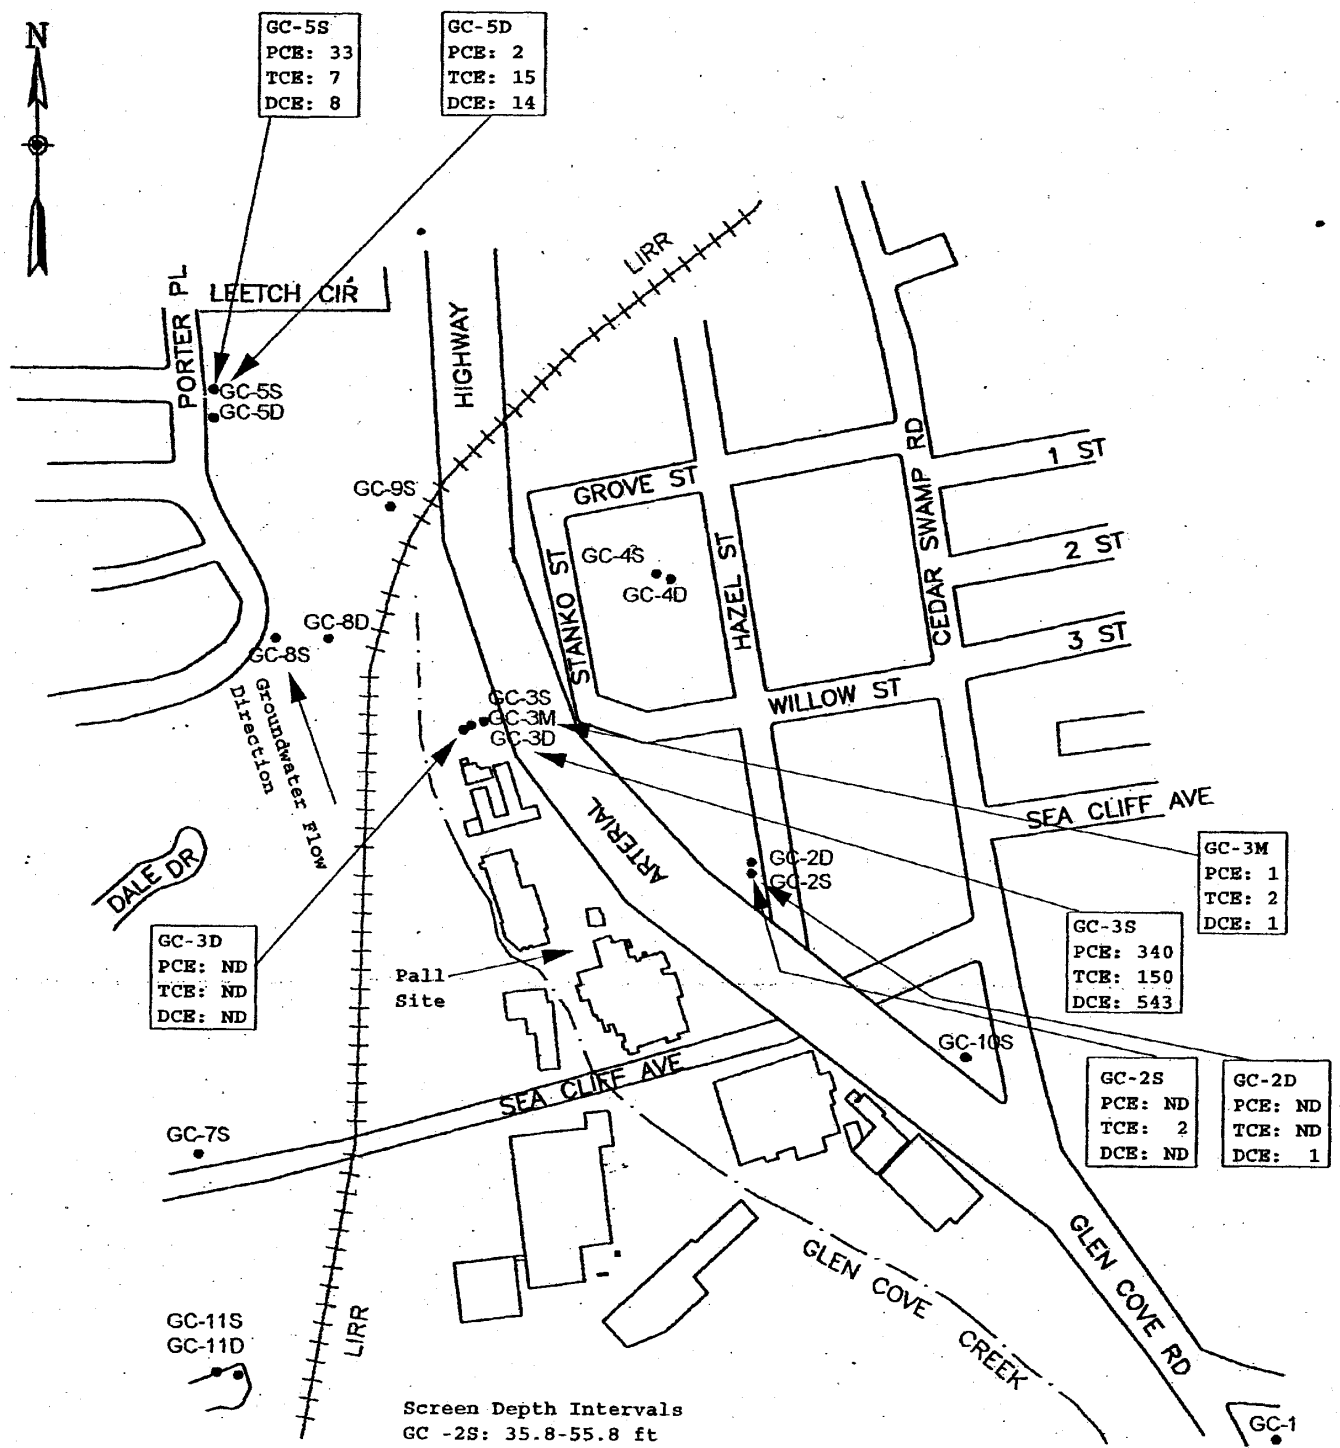 N
GC-5S
PCE: 33
TCE: 7
DCE: 8
GC-5D
PCE: 2
TCE: 15
DCE: 14
LIRR
LEETCH CIR
PORTER PL
HIGHWAY
GC-5S
GC-5D
GC-9S
GROVE ST
CEDAR SWAMP RD
1 ST
2 ST
3 ST
GC-4S
GC-4D
STANKO ST
HAZEL ST
GC-8D
GC-8S
Groundwater Flow
Direction
GC-3S
GC-3M
GC-3D
WILLOW ST
SEA CLIFF AVE
ARTERIAL
DALE DR
GC-2D
GC-2S
GC-3M
PCE: 1
TCE: 2
DCE: 1
GC-3S
PCE: 340
TCE: 150
DCE: 543
GC-3D
PCE: ND
TCE: ND
DCE: ND
Pall
Site
GC-10S
GC-2S
PCE: ND
TCE: 2
DCE: ND
GC-2D
PCE: ND
TCE: ND
DCE: 1
SEA CLIFF AVE
GC-7S
GLEN COVE CREEK
GLEN COVE RD
GC-11S
GC-11D
LIRR
Screen Depth Intervals
GC -2S: 35.8-55.8 ft
GC-1